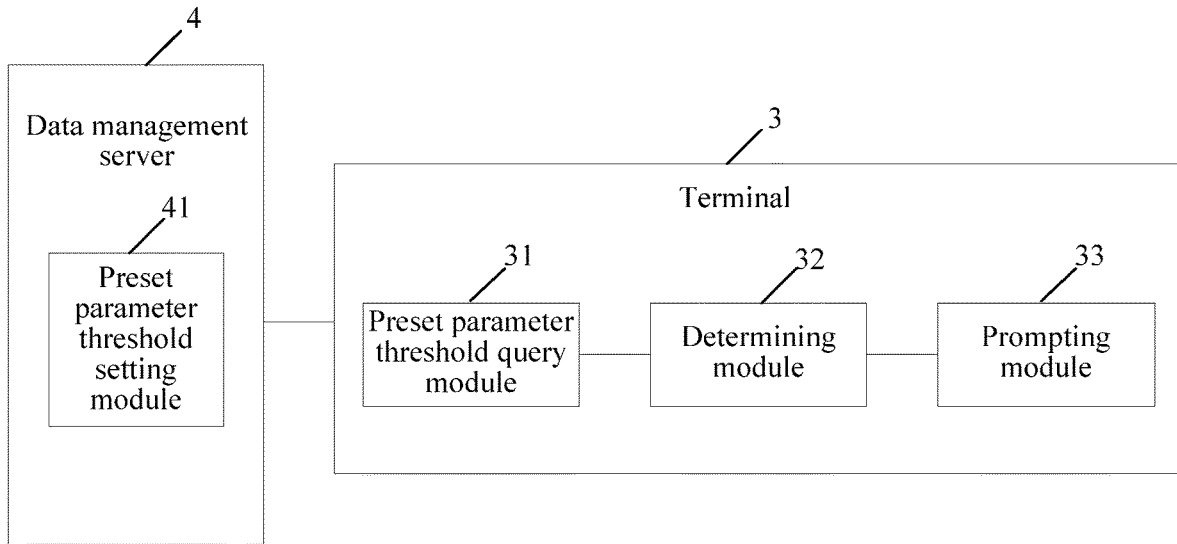 4
Data management
server
41
Preset
parameter
threshold
setting
module
3
Terminal
31
Preset parameter
threshold query
module
32
Determining
module
33
Prompting
module